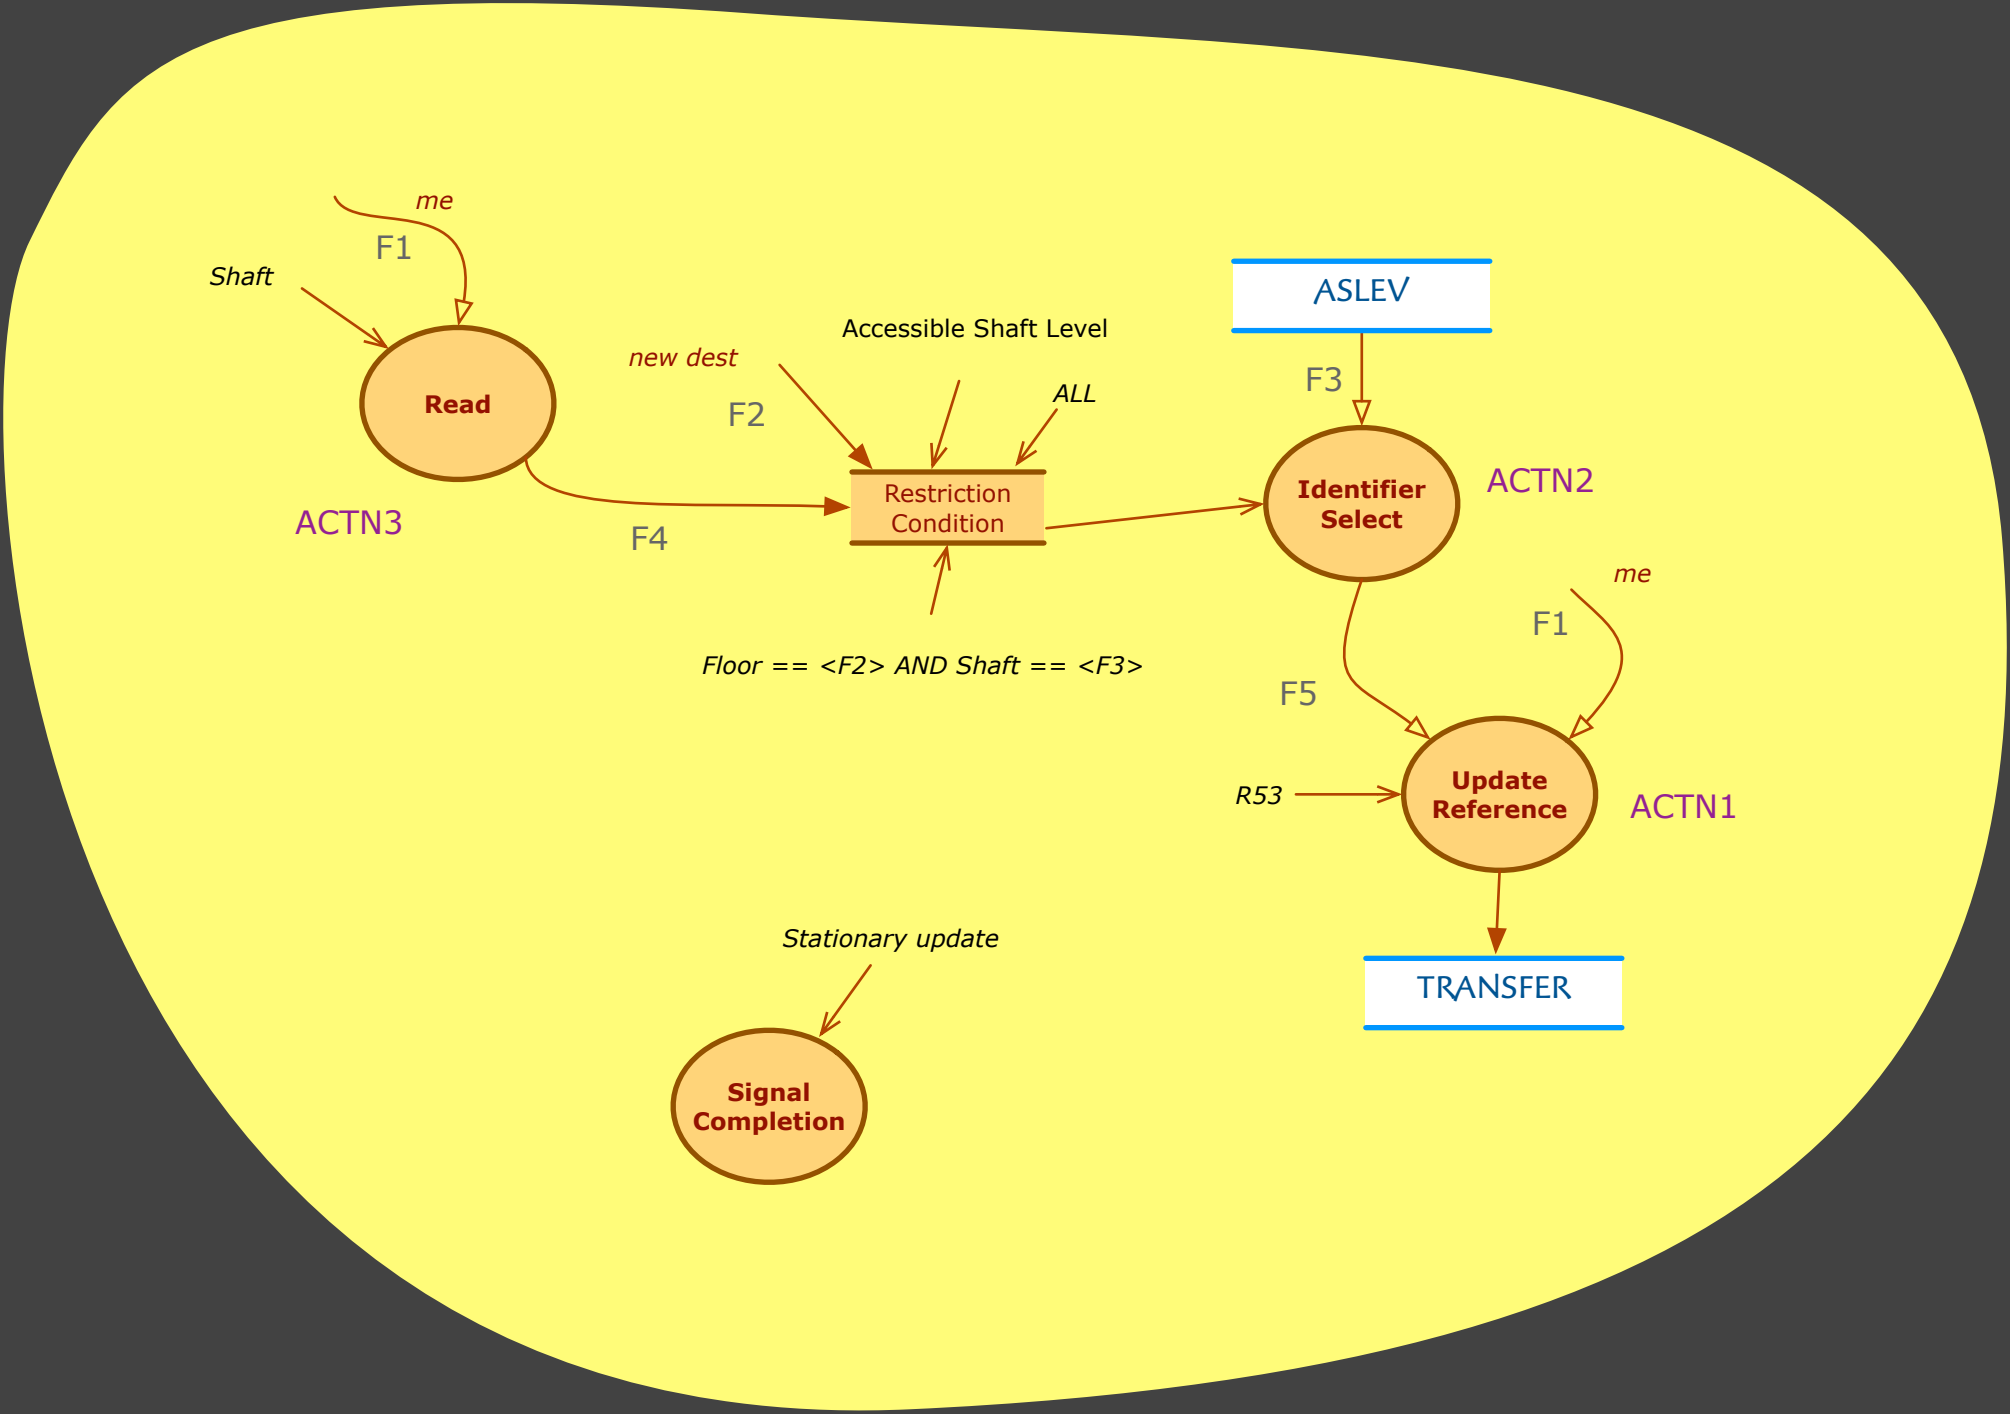 me
F1
Shaft
Read
ACTN3
new dest
F2
Accessible Shaft Level
ALL
F4
Restriction
Condition
Floor == <F2> AND Shaft == <F3>
ASLEV
F3
Identifier
Select
ACTN2
me
F1
F5
R53
Update
Reference
ACTN1
TRANSFER
Stationary update
Signal
Completion